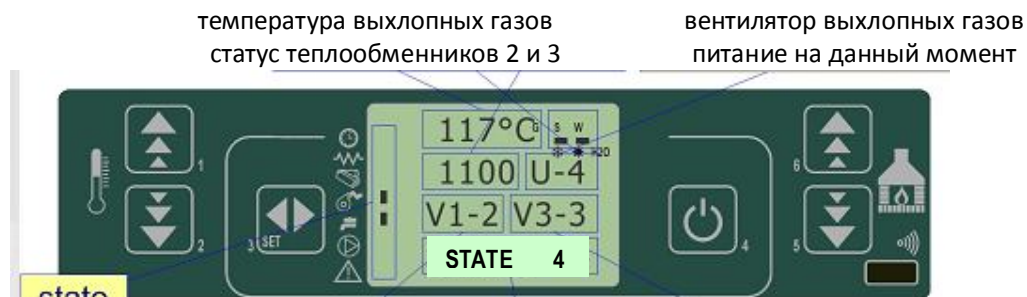 температура выхлопных газов
статус теплообменников 2 и 3
вентилятор выхлопных газов
питание на данный момент
117°C
G S W
H2O
1100 U-4
V1-2 V3-3
STATE 4
1
2
3 SET
4
5
6
state